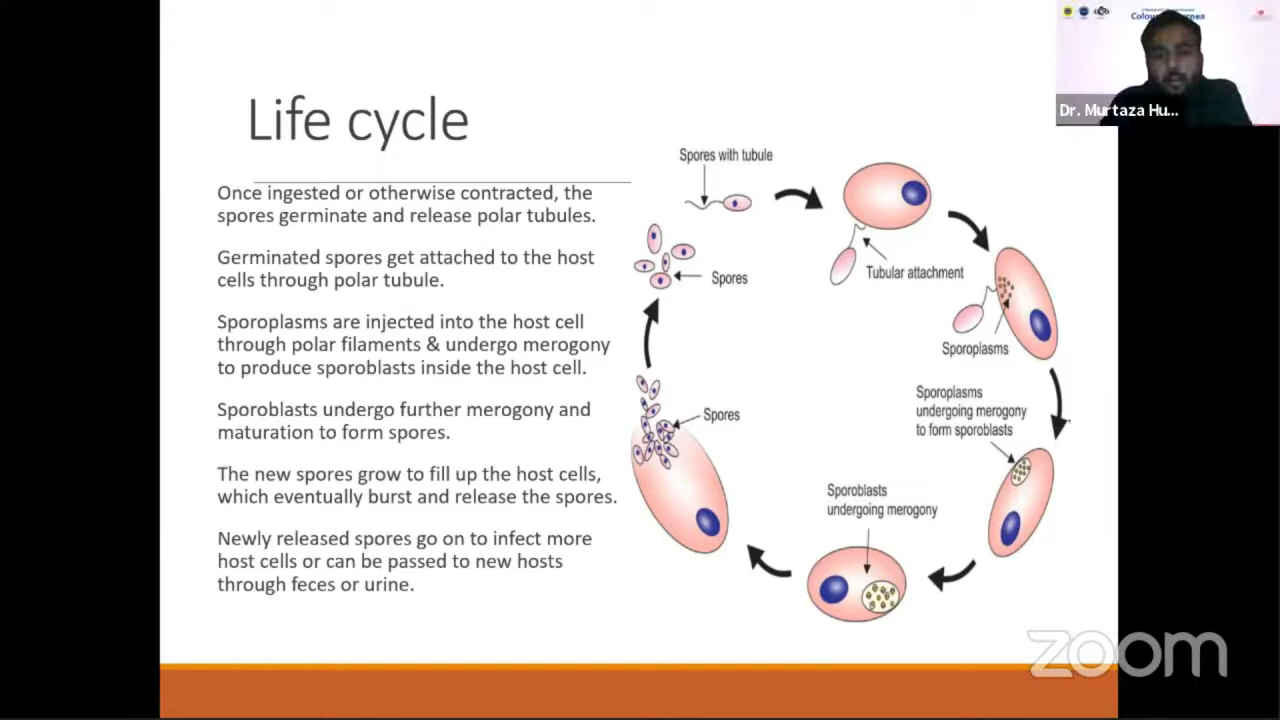 Life cycle
Once ingested or otherwise contracted, the
spores germinate and release polar tubules.
Germinated spores get attached to the host
cells through polar tubule.
Sporoplasms are injected into the host cell
through polar filaments & undergo merogony
to produce sporoblasts inside the host cell.
Sporoblasts undergo further merogony and
maturation to form spores.
The new spores grow to fill up the host cells,
which eventually burst and release the spores.
Newly released spores go on to infect more
host cells or can be passed to new hosts
through feces or urine.
Spores with tubule
Tubular attachment
Sporoplasms
Sporoplasms
undergoing merogony
to form sporoblasts
Sporoblasts
undergoing merogony
Spores
Spores
Dr. Murtaza Hu...
zoom